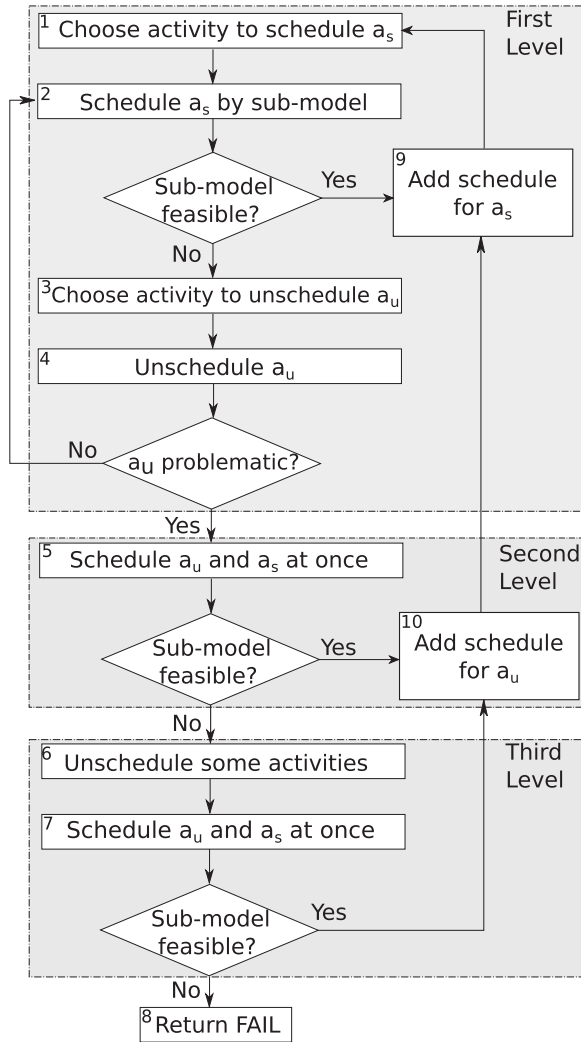 First
Level
1
Choose activity to schedule aₛ
2
Schedule aₛ by sub-model
Sub-model
feasible?
Yes
9
Add schedule
for aₛ
No
3
Choose activity to unschedule aᵤ
4
Unschedule aᵤ
aᵤ problematic?
No
Yes
Second
Level
5
Schedule aᵤ and aₛ at once
Sub-model
feasible?
Yes
10
Add schedule
for aᵤ
No
Third
Level
6
Unschedule some activities
7
Schedule aᵤ and aₛ at once
Sub-model
feasible?
Yes
No
8
Return FAIL